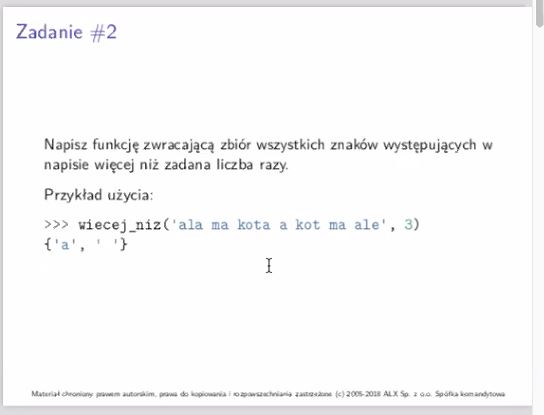 Zadanie #2
Napisz funkcję zwracającą zbiór wszystkich znaków występujących w
napisie więcej niż zadana liczba razy.
Przykład użycia:
>>> wiecej_niz('ala ma kota a kot ma ale', 3)
{'a', ' '}
Materiał chroniony prawem autorskim, prawa do kopiowania i rozpowszechniania zastrzeżone (c) 2005-2018 ALX Sp. z o.o. Spółka komandytowa